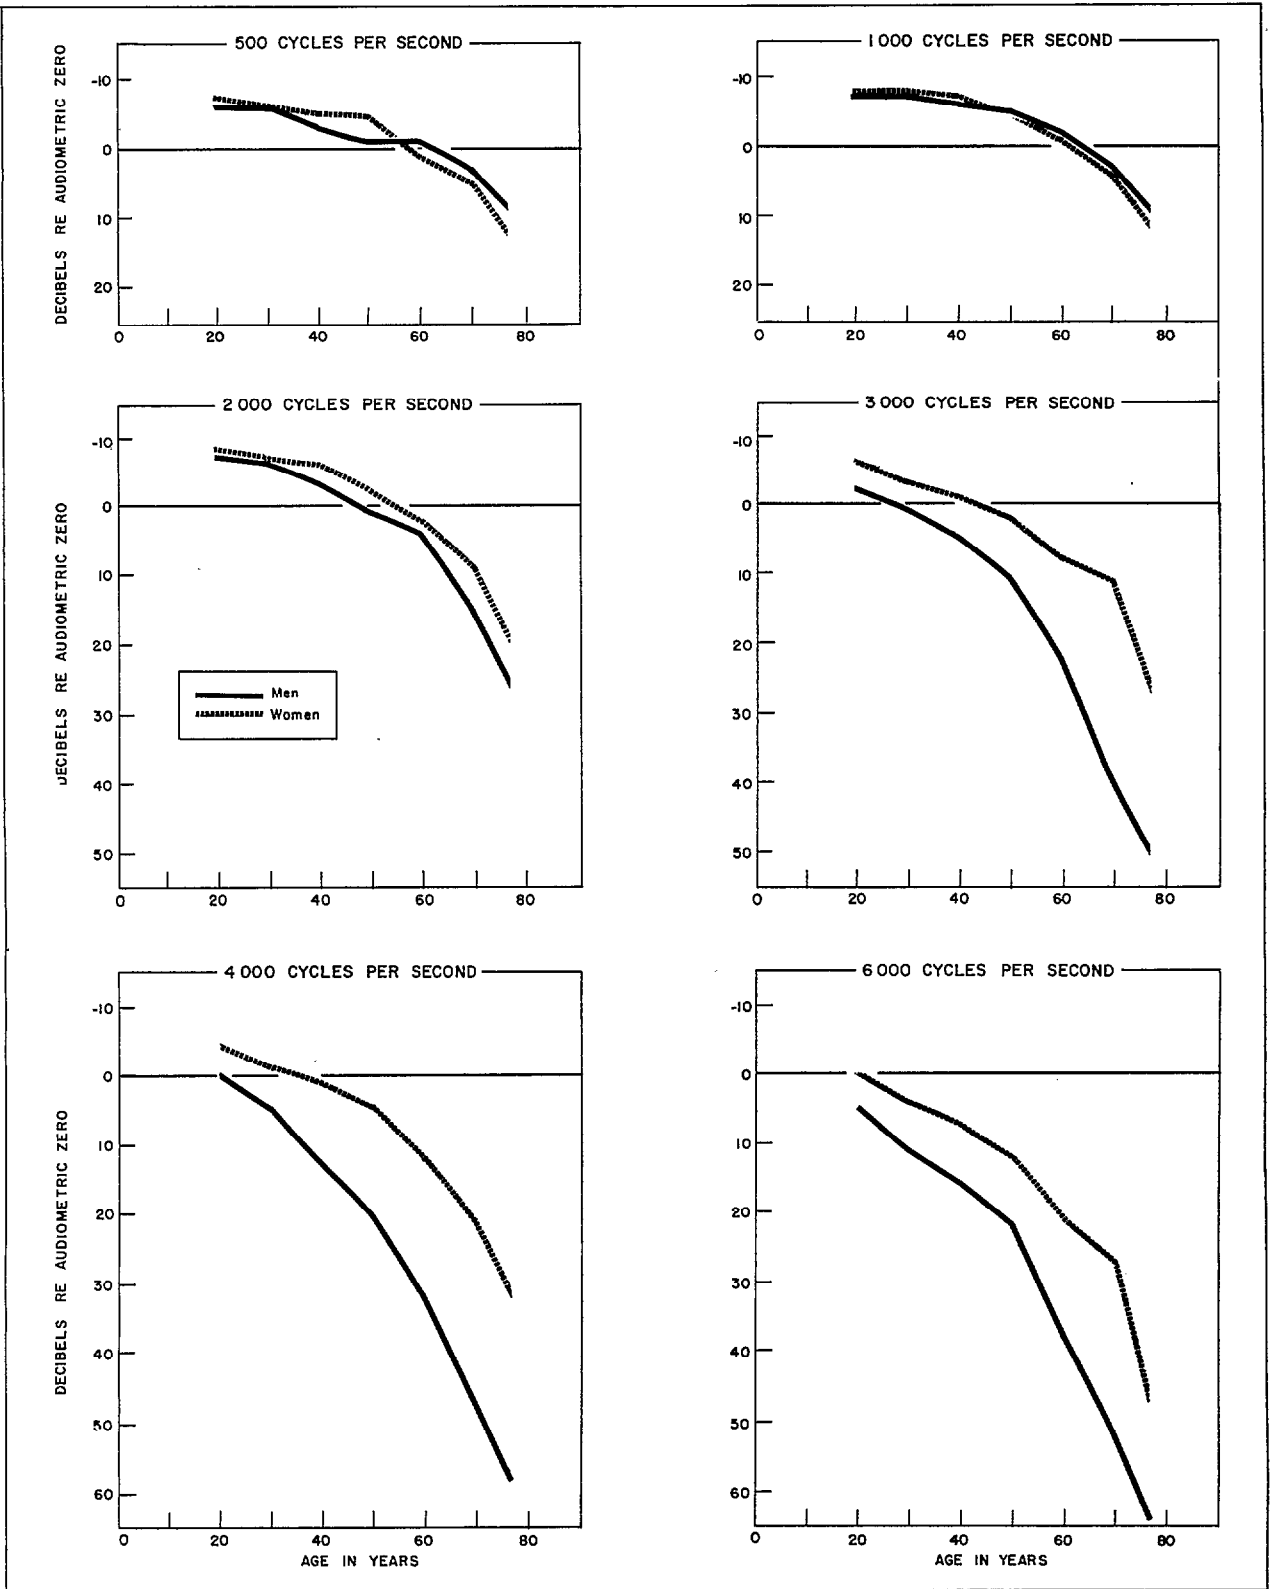 500 CYCLES PER SECOND
DECIBELS RE AUDIOMETRIC ZERO
-10
0
10
20
0 20 40 60 80
1000 CYCLES PER SECOND
-10
0
10
20
0 20 40 60 80
2000 CYCLES PER SECOND
DECIBELS RE AUDIOMETRIC ZERO
-10
0
10
20
30
40
50
Men
Women
0 20 40 60 80
3000 CYCLES PER SECOND
-10
0
10
20
30
40
50
0 20 40 60 80
4000 CYCLES PER SECOND
DECIBELS RE AUDIOMETRIC ZERO
-10
0
10
20
30
40
50
60
0 20 40 60 80
AGE IN YEARS
6000 CYCLES PER SECOND
-10
0
10
20
30
40
50
60
0 20 40 60 80
AGE IN YEARS